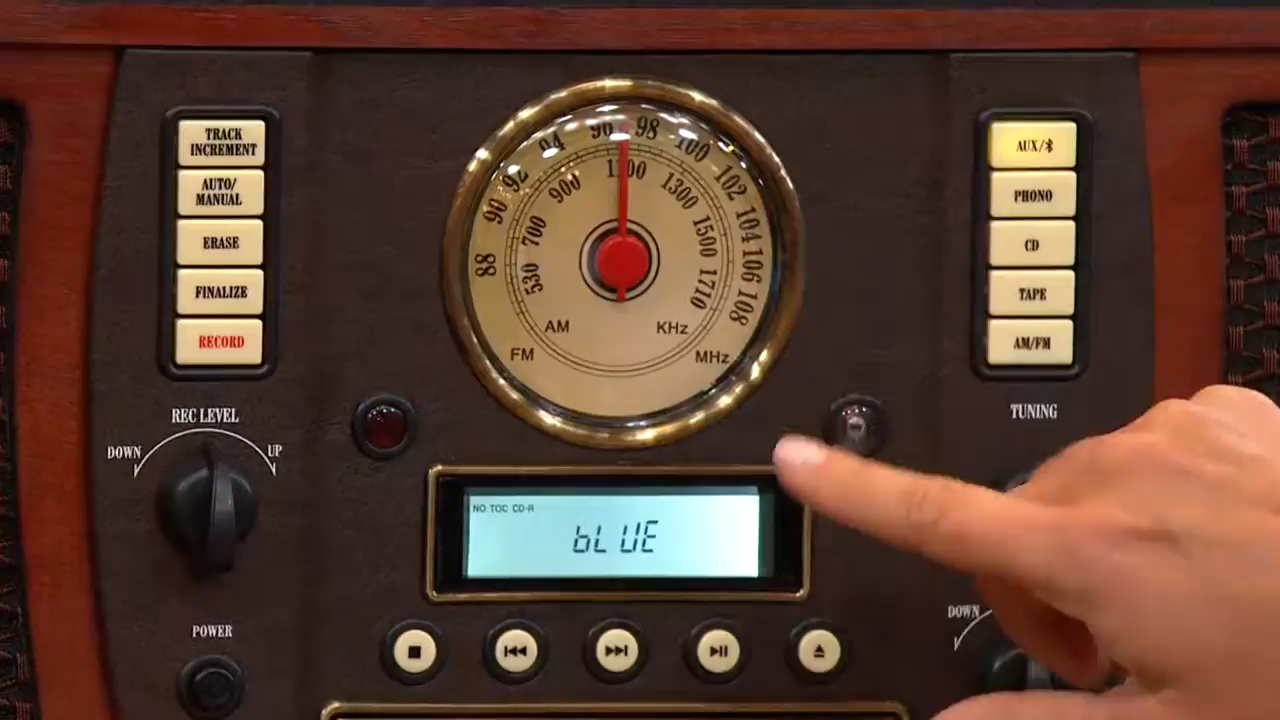 TRACK
INCREMENT
AUTO/
MANUAL
ERASE
FINALIZE
RECORD
REC LEVEL
DOWN
UP
POWER
88
90
92
94
96
98
100
102
104
106
108
530
700
900
1100
1300
1500
1710
AM
KHz
FM
MHz
NO TOC CD-R
bLUE
AUX/
PHONO
CD
TAPE
AM/FM
TUNING
DOWN